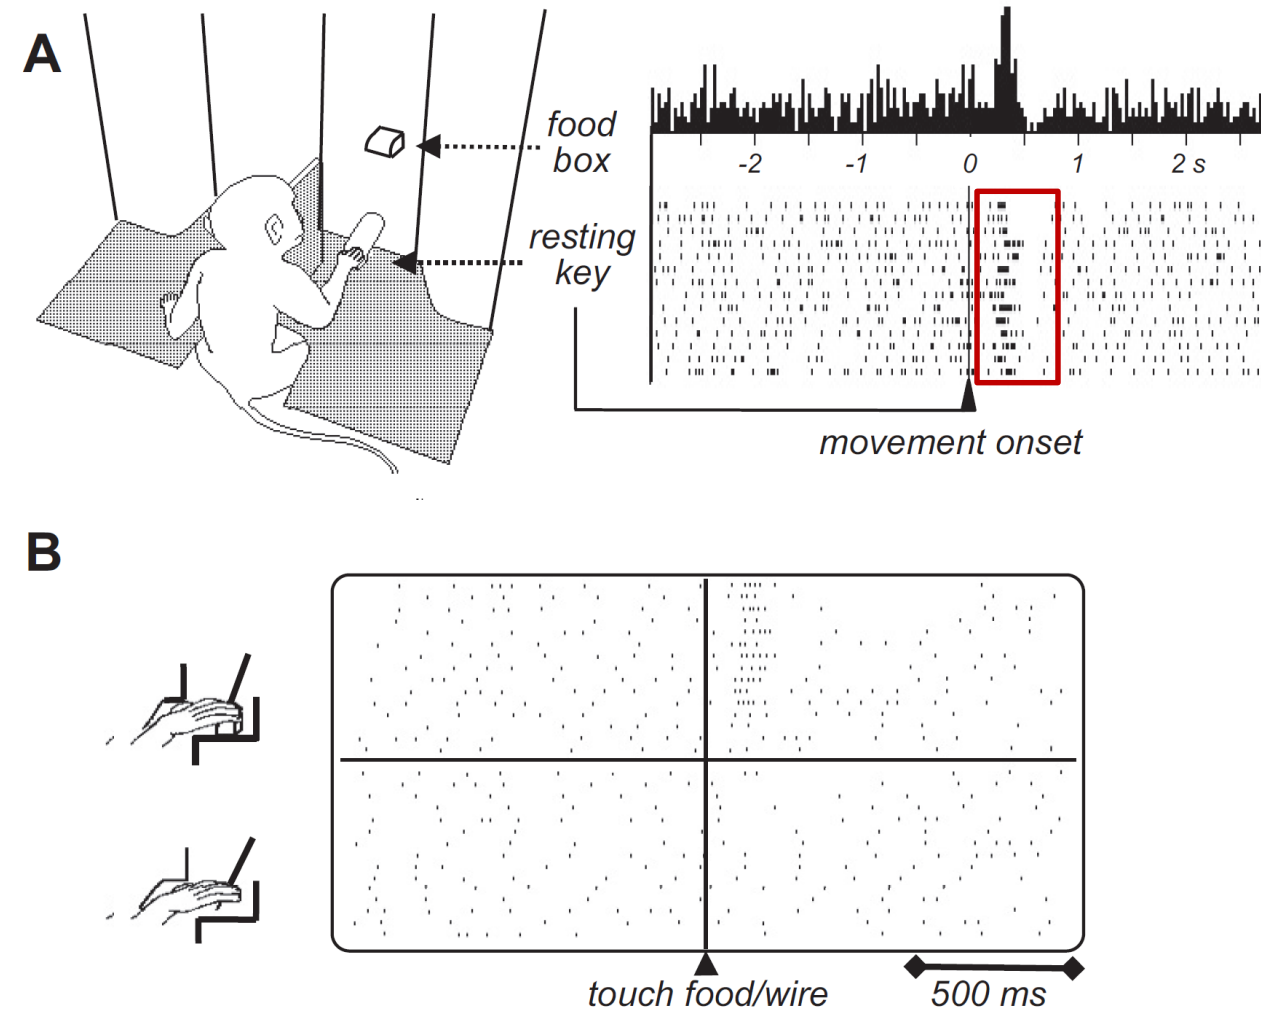 A
food
box
resting
key
-2 -1 0 1 2 s
movement onset
B
touch food/wire
500 ms